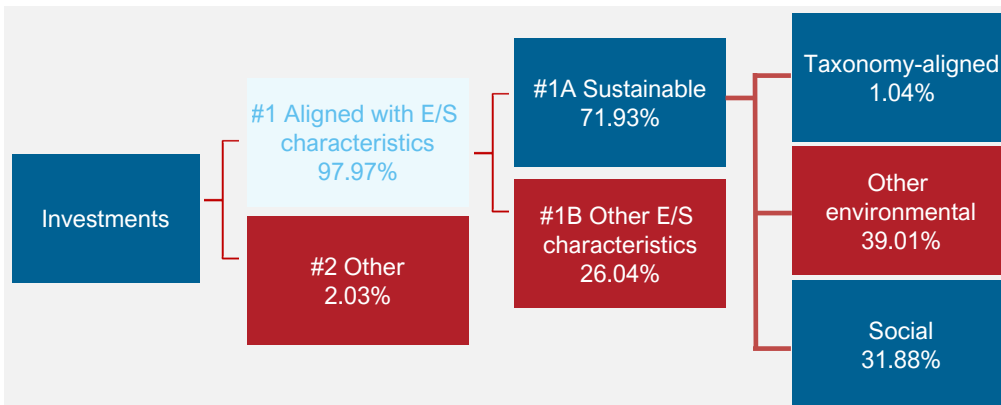 Investments
#1 Aligned with E/S
characteristics
97.97%
#2 Other
2.03%
#1A Sustainable
71.93%
#1B Other E/S
characteristics
26.04%
Taxonomy-aligned
1.04%
Other
environmental
39.01%
Social
31.88%